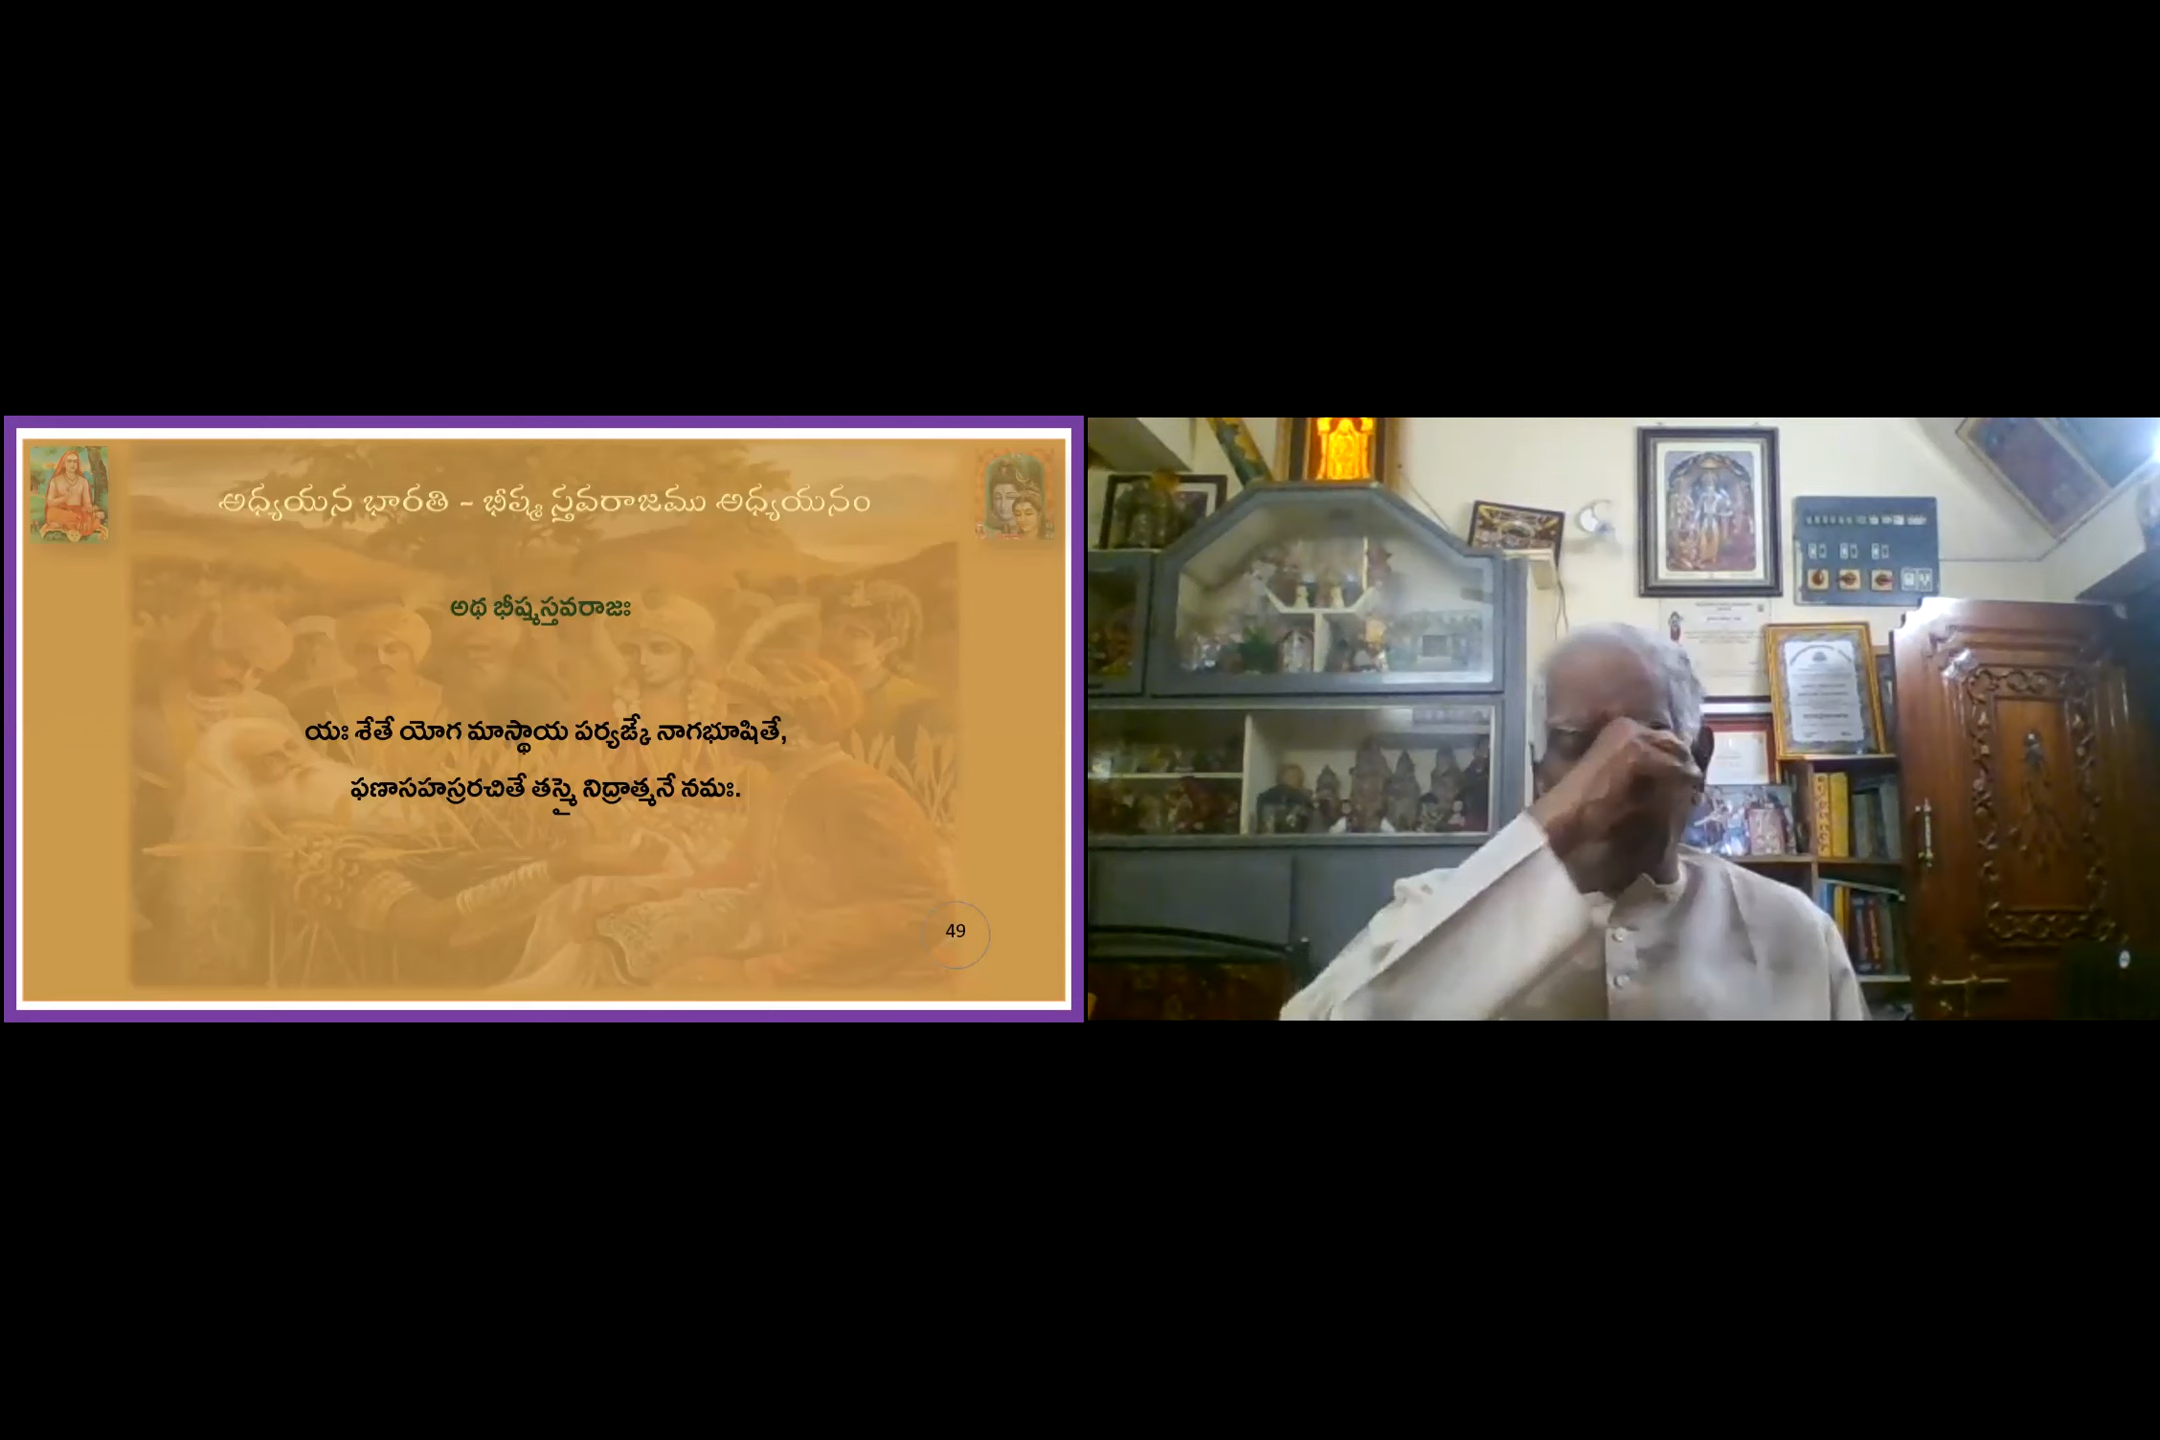 అధ్యయన భారతి - భీష్మ స్తవరాజము అధ్యయనం
అథ భీష్మస్తవరాజః
యః శేతే యోగ మాస్థాయ పర్యఙ్కే నాగభూషితే,
ఫణాసహస్రరచితే తస్మై నిద్రాత్మనే నమః.
49